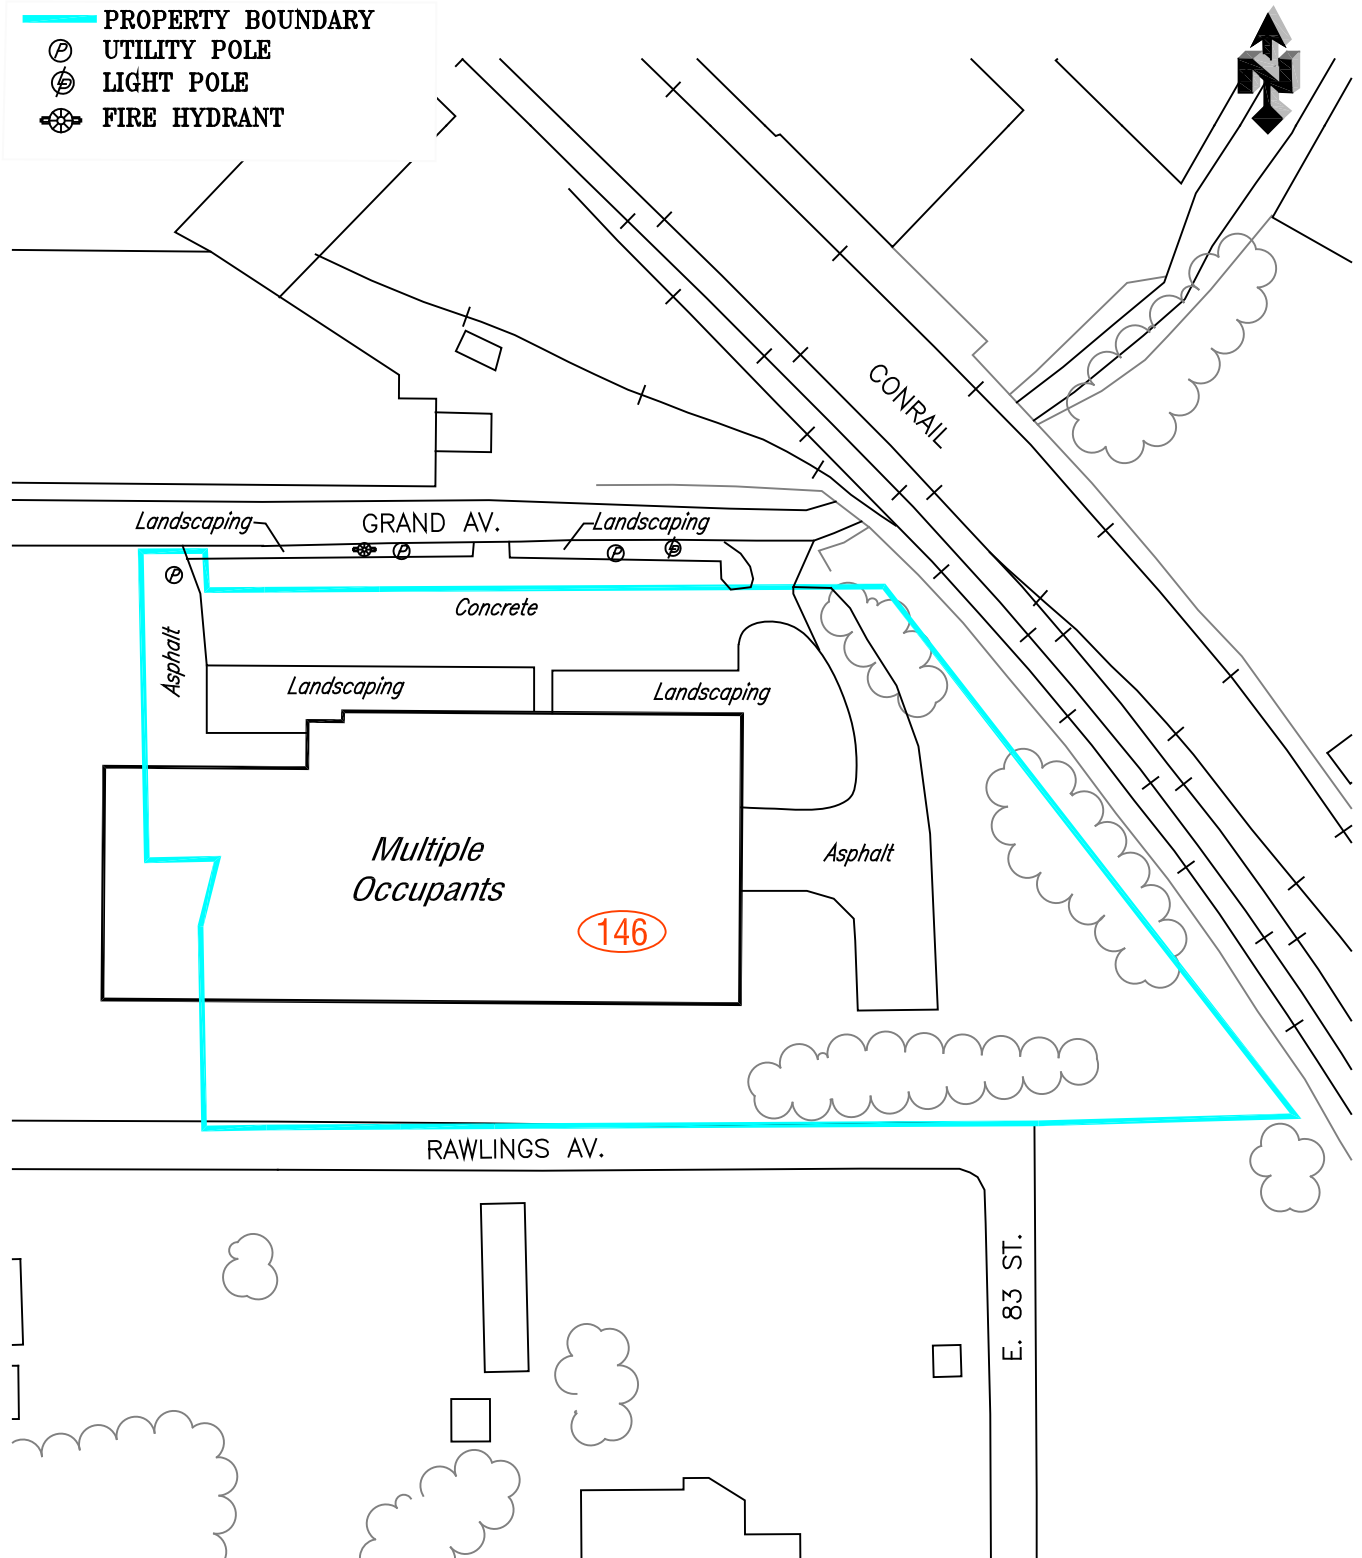 PROPERTY BOUNDARY
UTILITY POLE
LIGHT POLE
FIRE HYDRANT
N
CONRAIL
Landscaping
GRAND AV.
Landscaping
Concrete
Asphalt
Landscaping
Landscaping
Multiple
Occupants
Asphalt
146
RAWLINGS AV.
E. 83 ST.